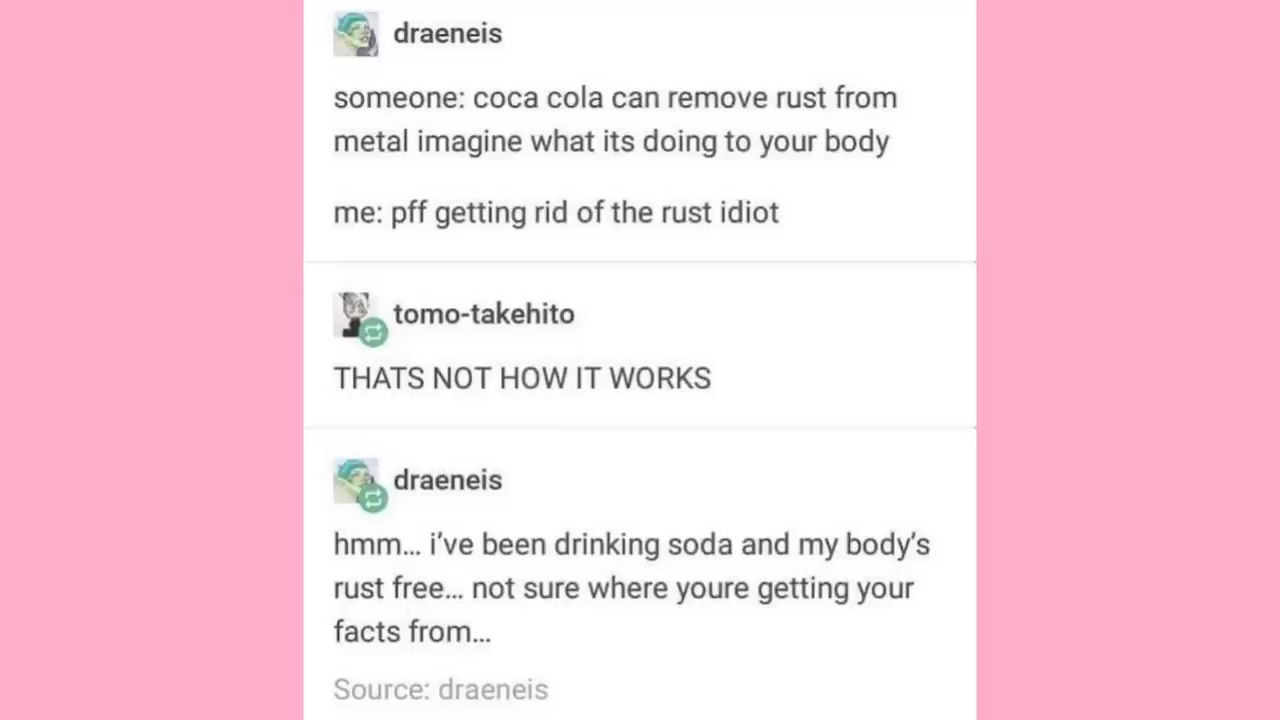 draeneis
someone: coca cola can remove rust from
metal imagine what its doing to your body
me: pff getting rid of the rust idiot
tomo-takehito
THATS NOT HOW IT WORKS
draeneis
hmm... i've been drinking soda and my body's
rust free... not sure where youre getting your
facts from...
Source: draeneis